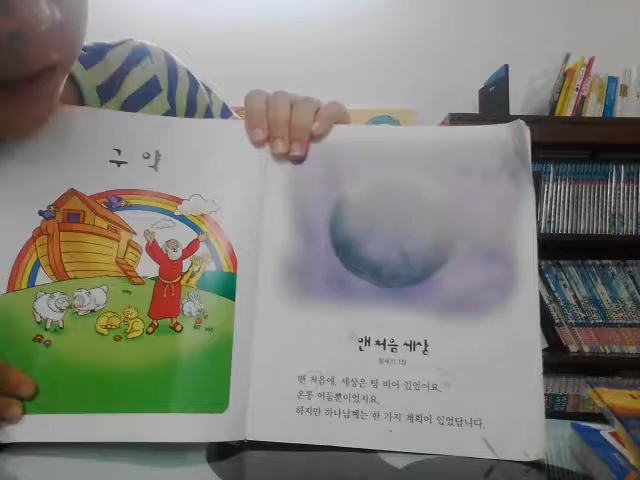 구 약
맨 처음 세상
창세기 1장
맨 처음에, 세상은 텅 비어 있었어요.
온통 어둠뿐이었지요.
하지만 하나님께는 한 가지 계획이 있었답니다.